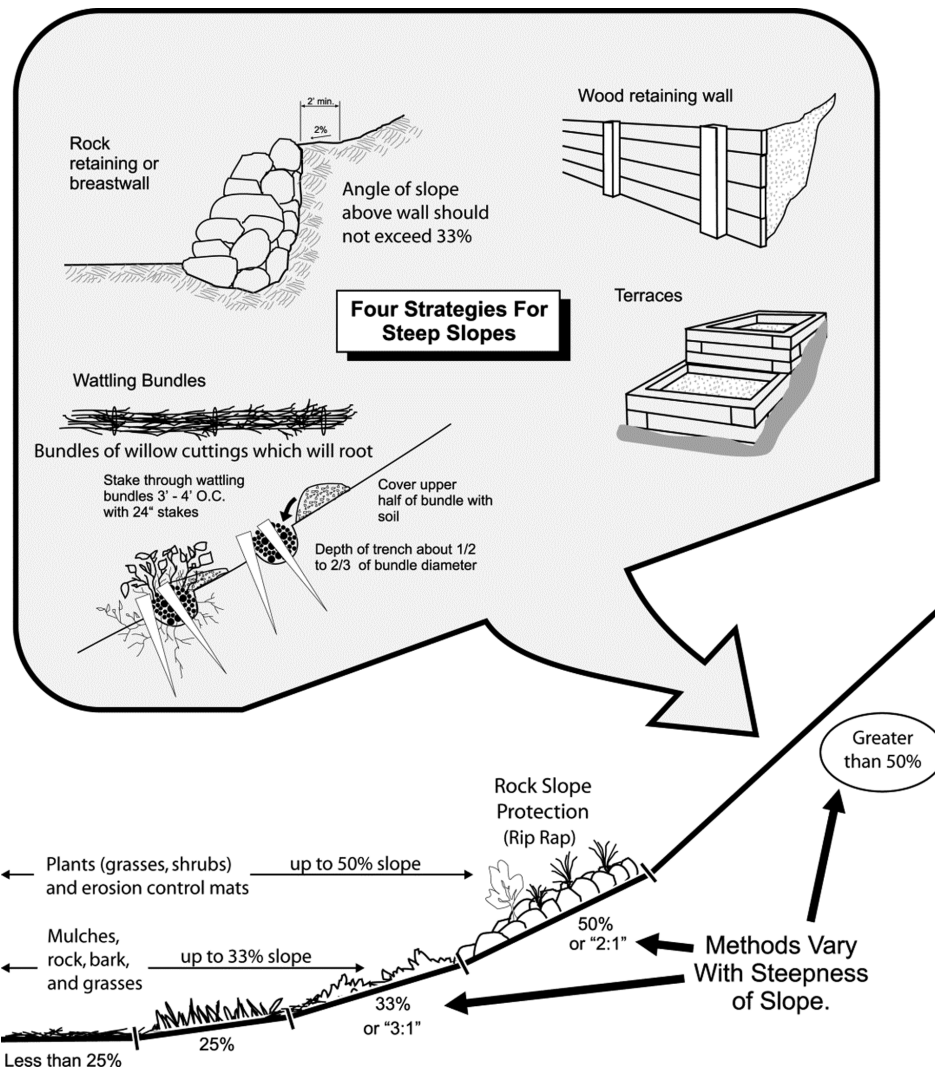 2' min.
2%
Rock
retaining or
breastwall
Angle of slope
above wall should
not exceed 33%
Wood retaining wall
Terraces
Four Strategies For
Steep Slopes
Wattling Bundles
Bundles of willow cuttings which will root
Stake through wattling
bundles 3' - 4' O.C.
with 24" stakes
Cover upper
half of bundle with
soil
Depth of trench about 1/2
to 2/3 of bundle diameter
Greater
than 50%
Rock Slope
Protection
(Rip Rap)
Plants (grasses, shrubs)
and erosion control mats
up to 50% slope
Mulches,
rock, bark,
and grasses
up to 33% slope
50%
or "2:1"
Methods Vary
With Steepness
of Slope.
33%
or "3:1"
25%
Less than 25%